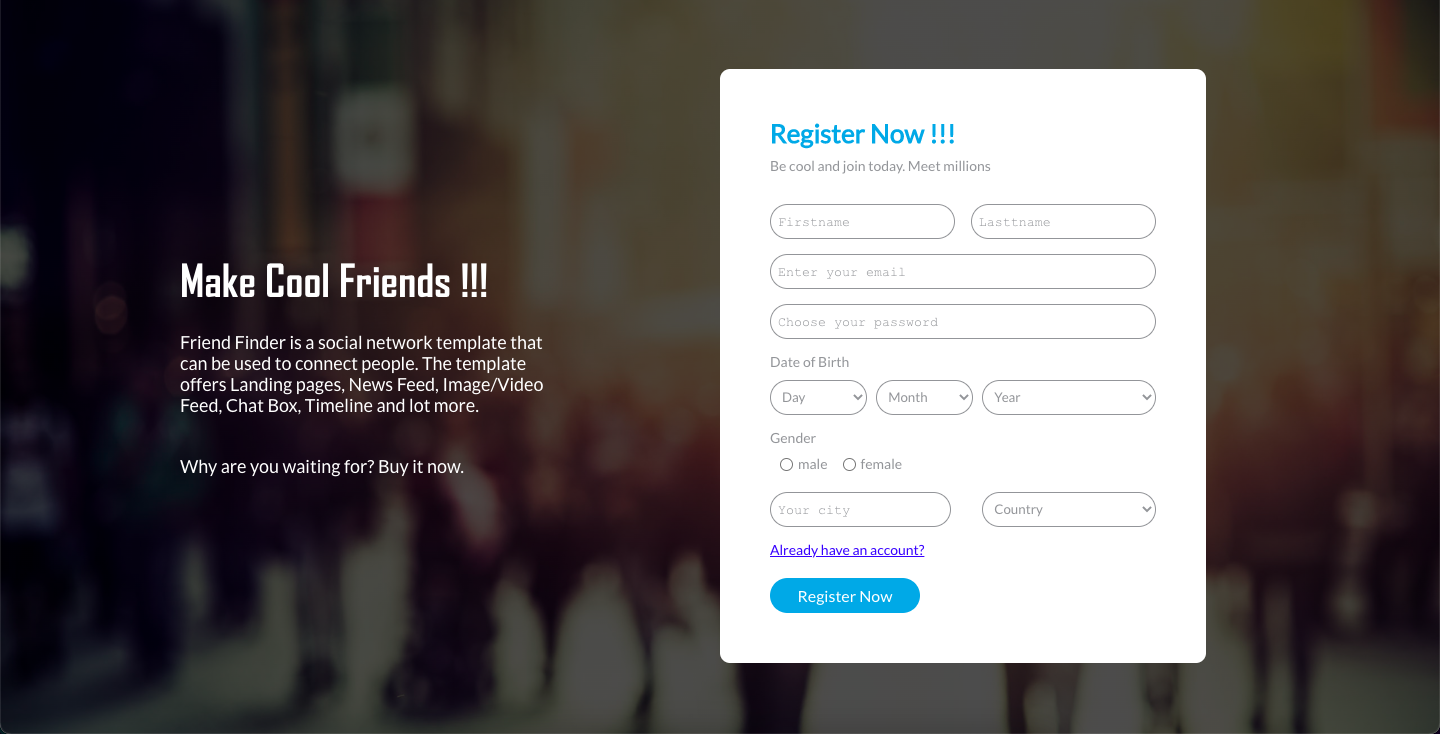 Make Cool Friends !!!
Friend Finder is a social network template that
can be used to connect people. The template
offers Landing pages, News Feed, Image/Video
Feed, Chat Box, Timeline and lot more.
Why are you waiting for? Buy it now.
Register Now !!!
Be cool and join today. Meet millions
Firstname Lasttname
Enter your email
Choose your password
Date of Birth
Day Month Year
Gender
male female
Your city Country
Already have an account?
Register Now